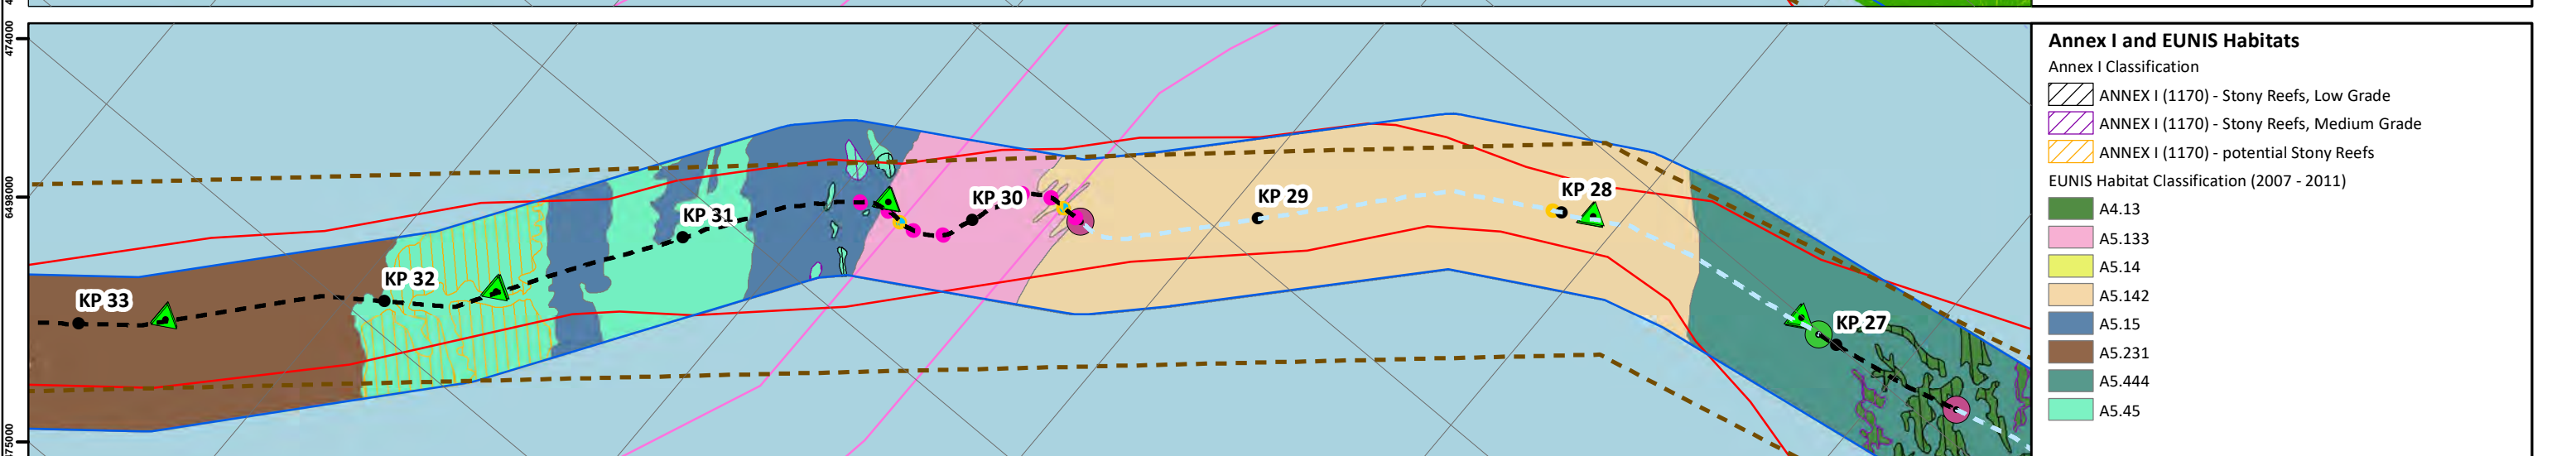 474000
6498000
475000
KP 33
KP 32
KP 31
KP 30
KP 29
KP 28
KP 27
Annex I and EUNIS Habitats
Annex I Classification
ANNEX I (1170) - Stony Reefs, Low Grade
ANNEX I (1170) - Stony Reefs, Medium Grade
ANNEX I (1170) - potential Stony Reefs
EUNIS Habitat Classification (2007 - 2011)
A4.13
A5.133
A5.14
A5.142
A5.15
A5.231
A5.444
A5.45